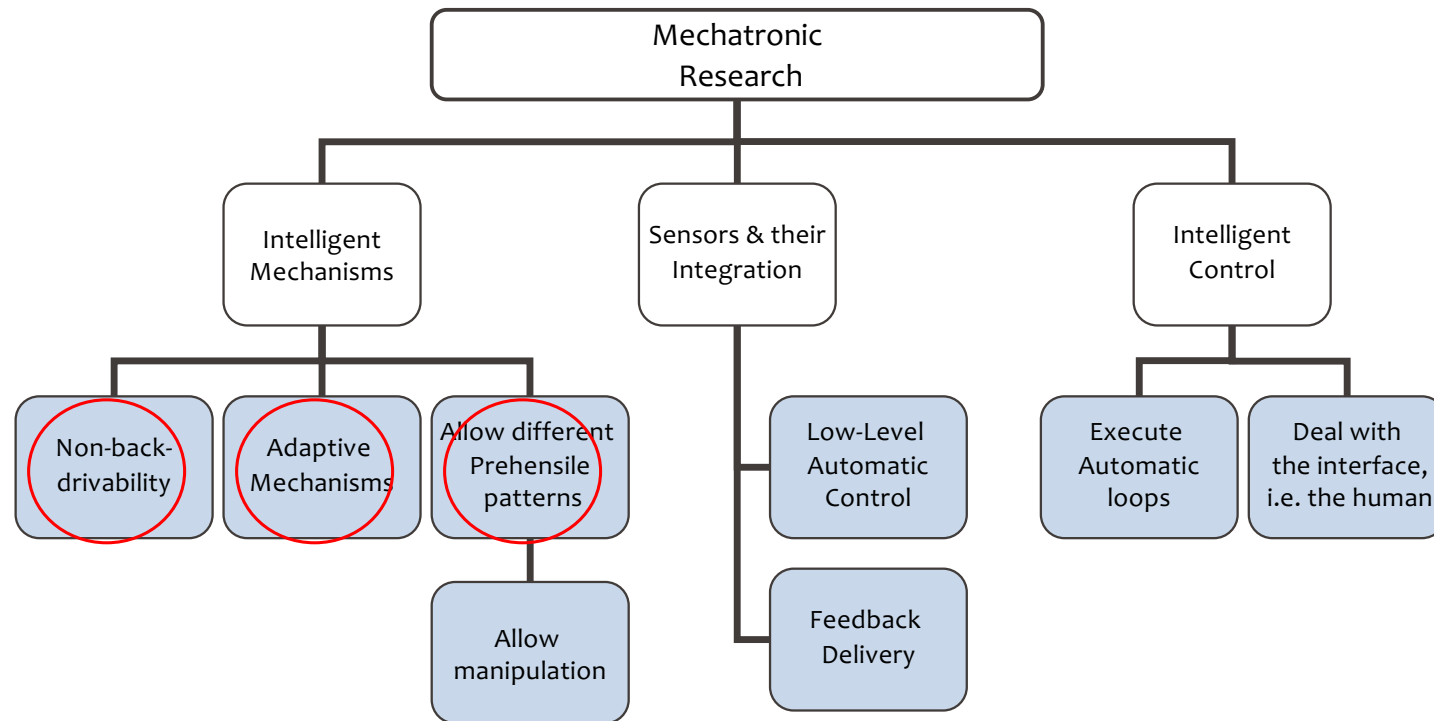 Mechatronic
Research
Intelligent
Mechanisms
Sensors & their
Integration
Intelligent
Control
Non-back-
drivability
Adaptive
Mechanisms
Allow different
Prehensile
patterns
Low-Level
Automatic
Control
Execute
Automatic
loops
Deal with
the interface,
i.e. the human
Allow
manipulation
Feedback
Delivery